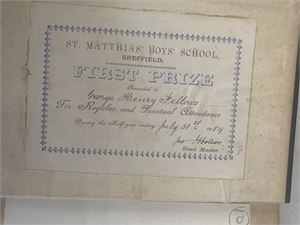 ST. MATTHIAS' BOYS' SCHOOL,
SHEFFIELD.
FIRST PRIZE
Awarded to
George Henry Fellows
For Regular and Punctual Attendance
During the Half-year ending July 31st 1889
Head Master